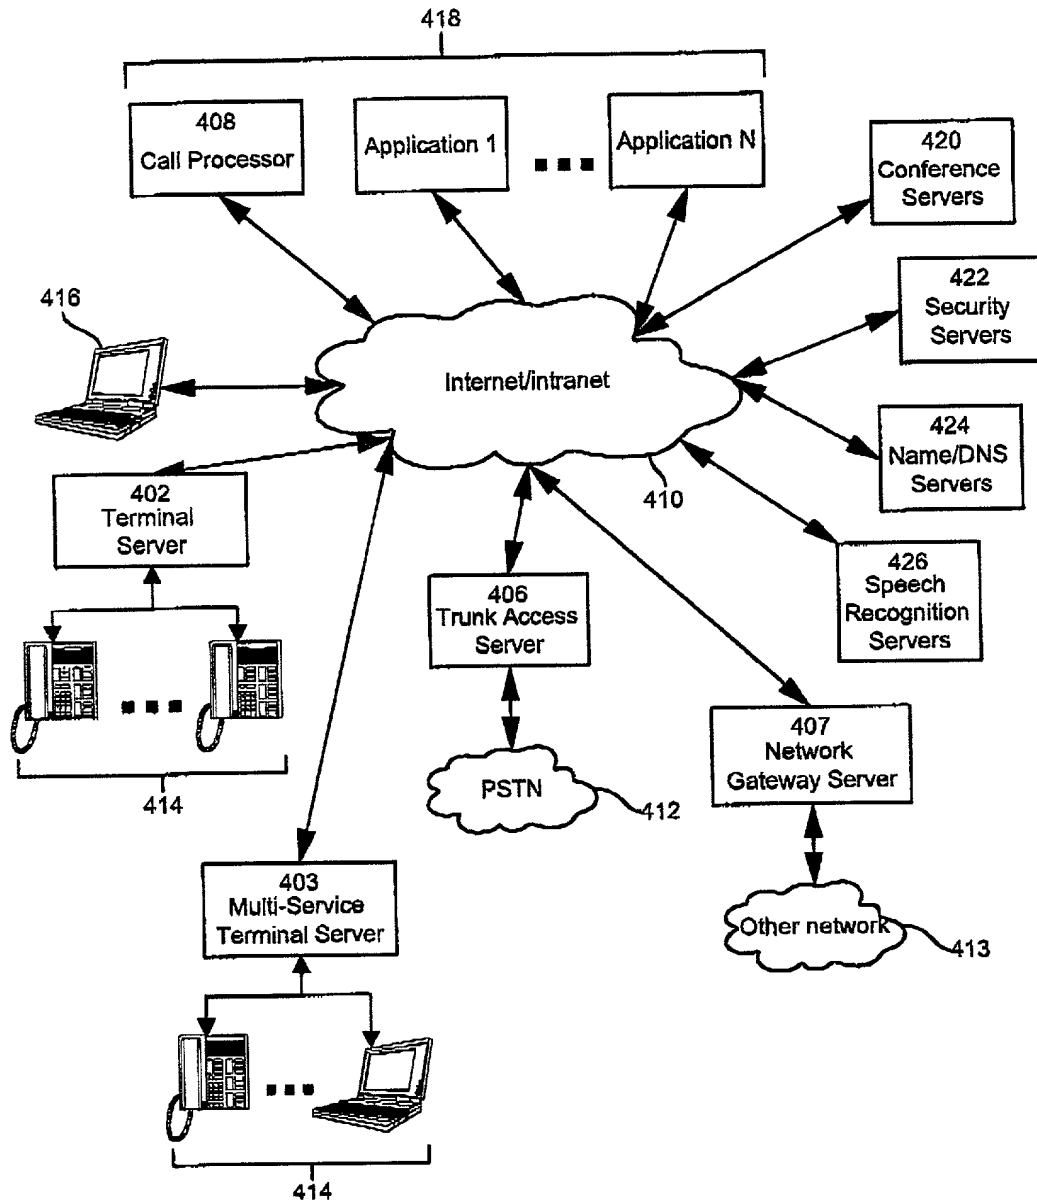 418
408
Call Processor
Application 1
Application N
420
Conference
Servers
422
Security
Servers
416
Internet/intranet
424
Name/DNS
Servers
410
402
Terminal
Server
426
Speech
Recognition
Servers
406
Trunk Access
Server
414
407
Network
Gateway Server
PSTN
412
403
Multi-Service
Terminal Server
Other network
413
414